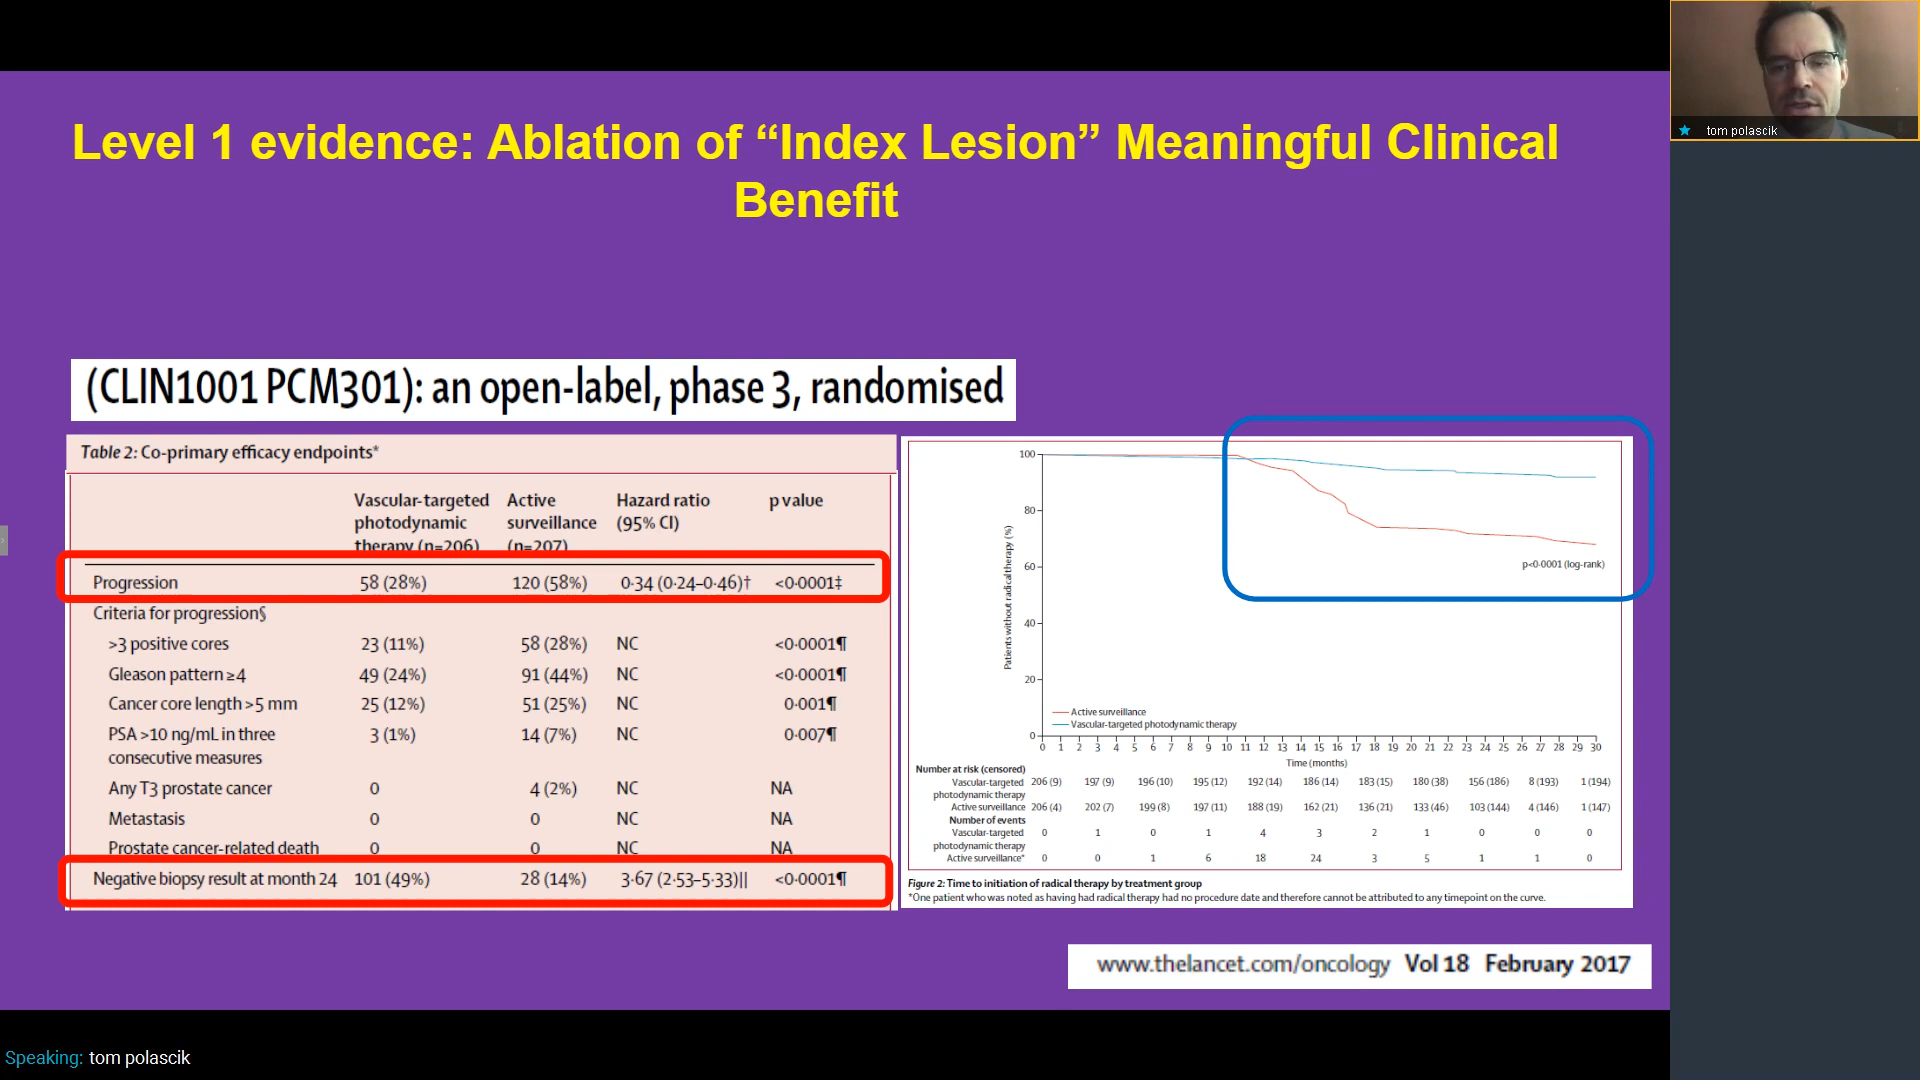 Level 1 evidence: Ablation of “Index Lesion” Meaningful Clinical
Benefit
tom polascik
(CLIN1001 PCM301): an open-label, phase 3, randomised
Table 2: Co-primary efficacy endpoints*
Vascular-targeted photodynamic therapy (n=206) Active surveillance (n=207) Hazard ratio (95% CI) p value
Progression 58 (28%) 120 (58%) 0·34 (0·24–0·46)† <0·0001‡
Criteria for progression§
>3 positive cores 23 (11%) 58 (28%) NC <0·0001¶
Gleason pattern ≥4 49 (24%) 91 (44%) NC <0·0001¶
Cancer core length >5 mm 25 (12%) 51 (25%) NC 0·001¶
PSA >10 ng/mL in three 3 (1%) 14 (7%) NC 0·007¶
consecutive measures
Any T3 prostate cancer 0 4 (2%) NC NA
Metastasis 0 0 NC NA
Prostate cancer-related death 0 0 NC NA
Negative biopsy result at month 24 101 (49%) 28 (14%) 3·67 (2·53–5·33)|| <0·0001¶
Patients without radical therapy (%)
100
80
60
40
20
0
p<0·0001 (log-rank)
Active surveillance
Vascular-targeted photodynamic therapy
0 1 2 3 4 5 6 7 8 9 10 11 12 13 14 15 16 17 18 19 20 21 22 23 24 25 26 27 28 29 30
Time (months)
Number at risk (censored)
Vascular-targeted 206 (9) 197 (9) 196 (10) 195 (12) 192 (14) 186 (14) 183 (15) 180 (38) 156 (186) 8 (193) 1 (194)
photodynamic therapy
Active surveillance 206 (4) 202 (7) 199 (8) 197 (11) 188 (19) 162 (21) 136 (21) 133 (46) 103 (144) 4 (146) 1 (147)
Number of events
Vascular-targeted 0 1 0 1 4 3 2 1 0 0 0
photodynamic therapy
Active surveillance* 0 0 1 6 18 24 3 5 1 1 0
Figure 2: Time to initiation of radical therapy by treatment group
*One patient who was noted as having had radical therapy had no procedure date and therefore cannot be attributed to any timepoint on the curve.
www.thelancet.com/oncology Vol 18 February 2017
Speaking: tom polascik